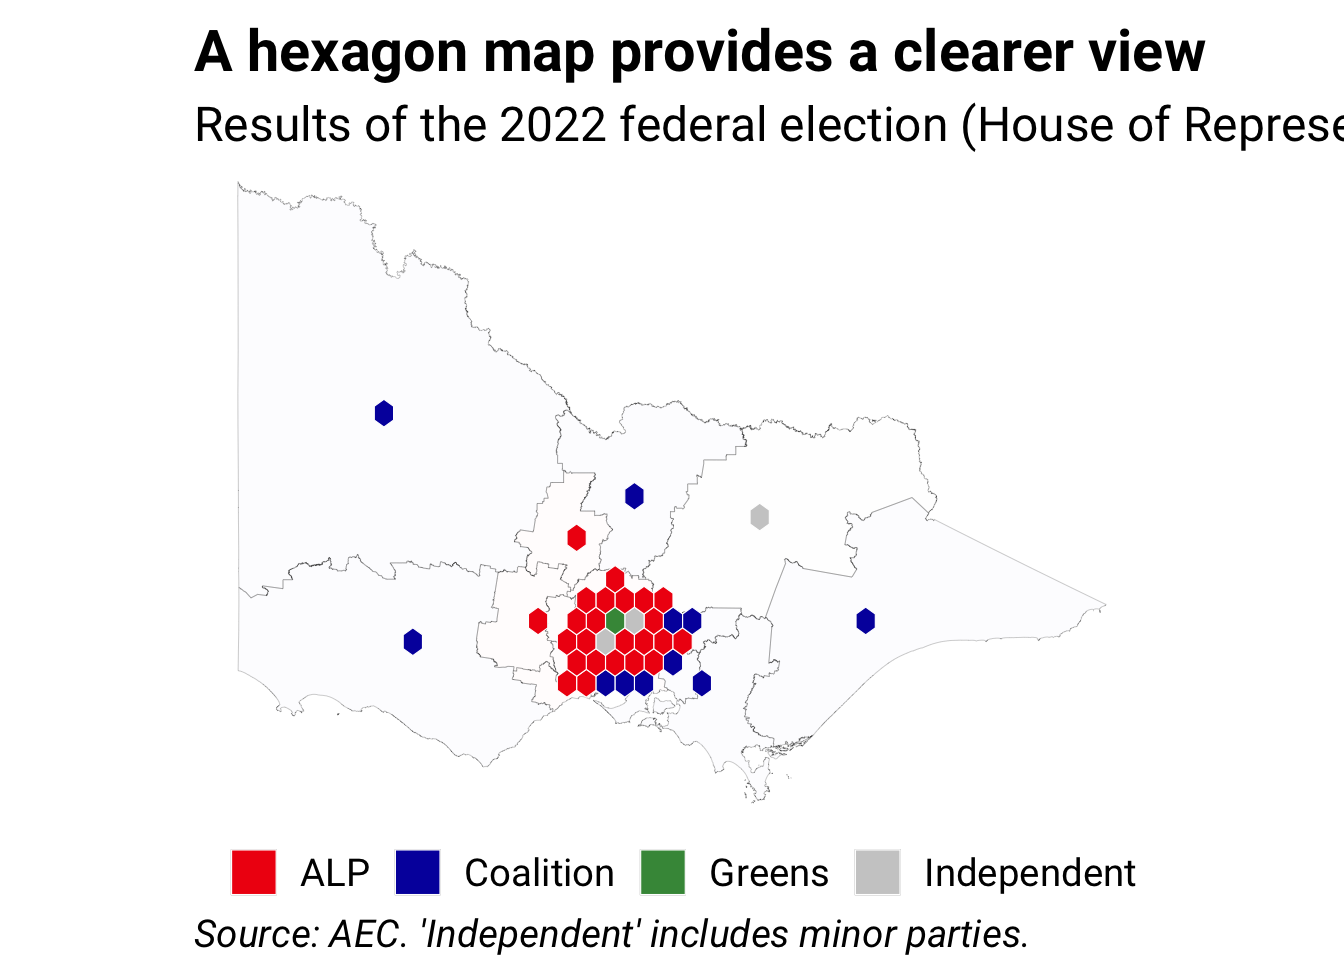 A hexagon map provides a clearer view
Results of the 2022 federal election (House of Represe
ALP Coalition Greens Independent
Source: AEC. 'Independent' includes minor parties.